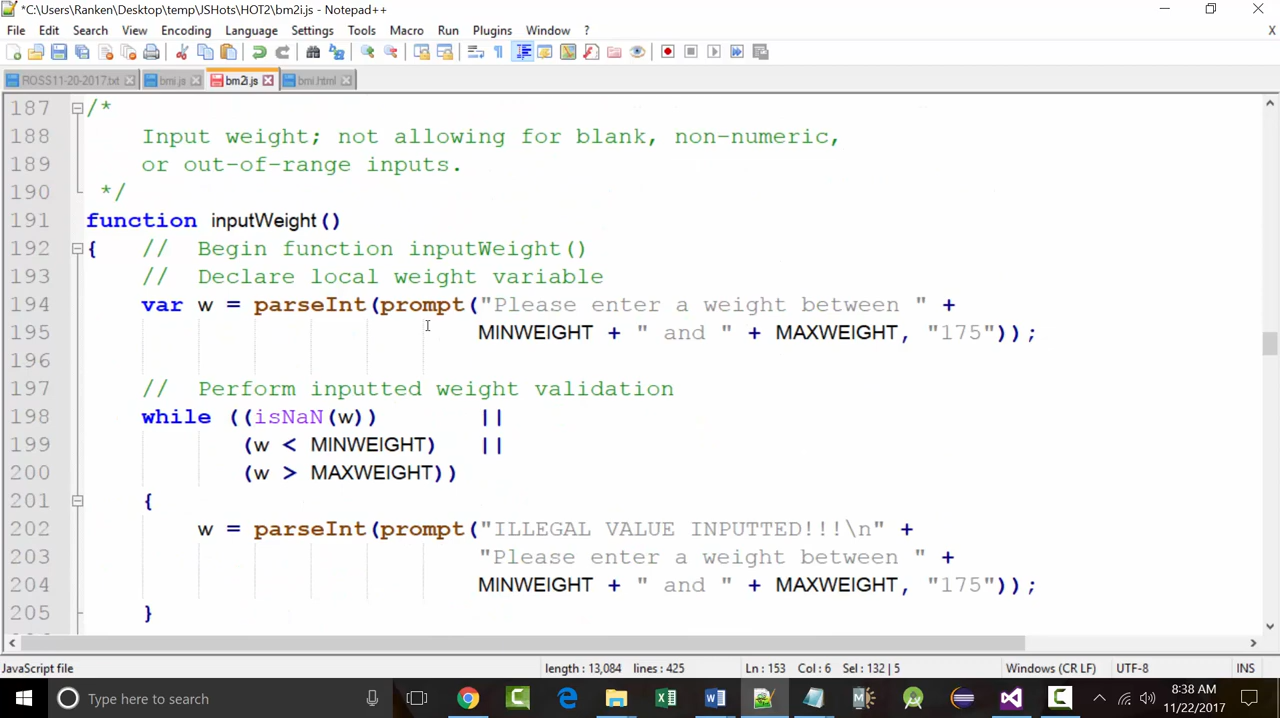 *C:\Users\Ranken\Desktop\temp\JSHots\HOT2\bm2i.js - Notepad++
File Edit Search View Encoding Language Settings Tools Macro Run Plugins Window ? X
ROSS11-20-2017.txt bmi.js bm2i.js bmi.html
187 /*
188 Input weight; not allowing for blank, non-numeric,
189 or out-of-range inputs.
190 */
191 function inputWeight()
192 { // Begin function inputWeight()
193 // Declare local weight variable
194 var w = parseInt(prompt("Please enter a weight between " +
195 MINWEIGHT + " and " + MAXWEIGHT, "175"));
196
197 // Perform inputted weight validation
198 while ((isNaN(w)) ||
199 (w < MINWEIGHT) ||
200 (w > MAXWEIGHT))
201 {
202 w = parseInt(prompt("ILLEGAL VALUE INPUTTED!!!\n" +
203 "Please enter a weight between " +
204 MINWEIGHT + " and " + MAXWEIGHT, "175"));
205 }
JavaScript file length : 13,084 lines : 425 Ln : 153 Col : 6 Sel : 132 | 5 Windows (CR LF) UTF-8 INS
Type here to search
8:38 AM
11/22/2017